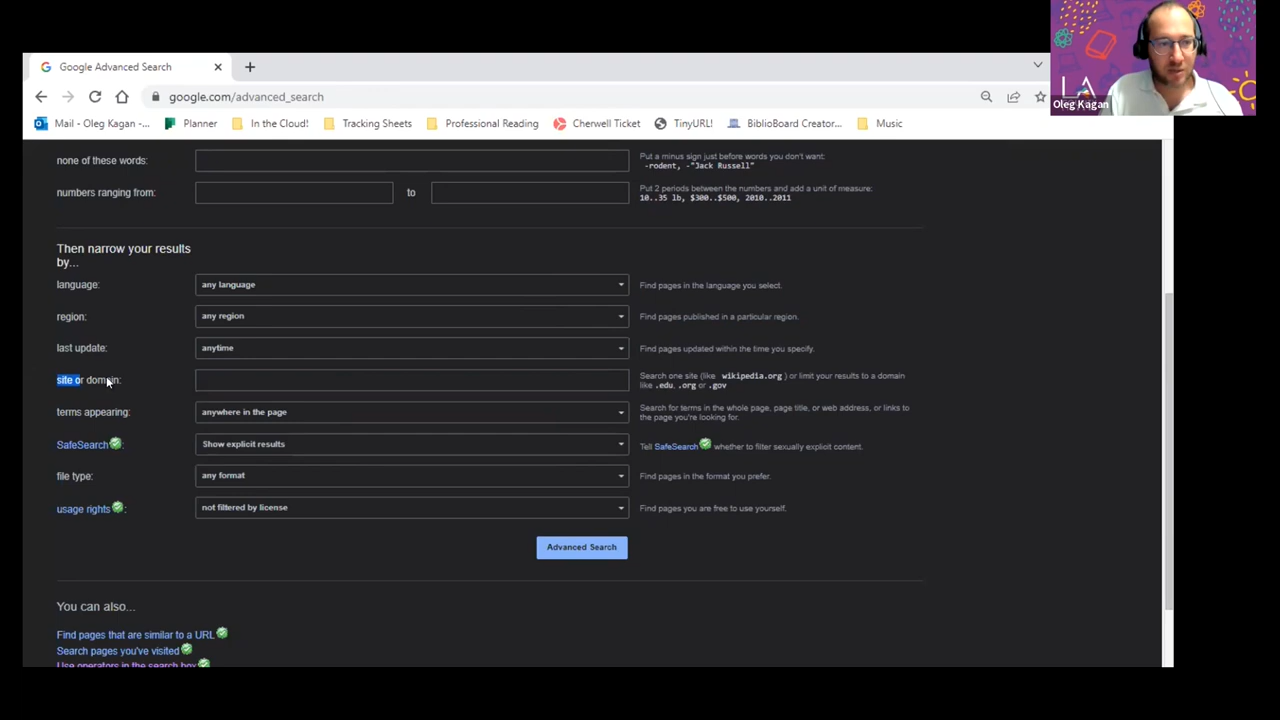 Google Advanced Search
google.com/advanced_search
Mail - Oleg Kagan -... Planner In the Cloud! Tracking Sheets Professional Reading Cherwell Ticket TinyURL! BiblioBoard Creator... Music
LA
Oleg Kagan
none of these words:
Put a minus sign just before words you don't want:
-rodent, -"Jack Russell"
numbers ranging from:
to
Put 2 periods between the numbers and add a unit of measure:
10..35 lb, $300..$500, 2010..2011
Then narrow your results
by...
language: any language Find pages in the language you select.
region: any region Find pages published in a particular region.
last update: anytime Find pages updated within the time you specify.
site or domain:
Search one site (like wikipedia.org ) or limit your results to a domain
like .edu, .org or .gov
terms appearing: anywhere in the page
Search for terms in the whole page, page title, or web address, or links to
the page you're looking for.
SafeSearch : Show explicit results Tell SafeSearch whether to filter sexually explicit content.
file type: any format Find pages in the format you prefer.
usage rights : not filtered by license Find pages you are free to use yourself.
Advanced Search
You can also...
Find pages that are similar to a URL
Search pages you've visited
Use operators in the search box